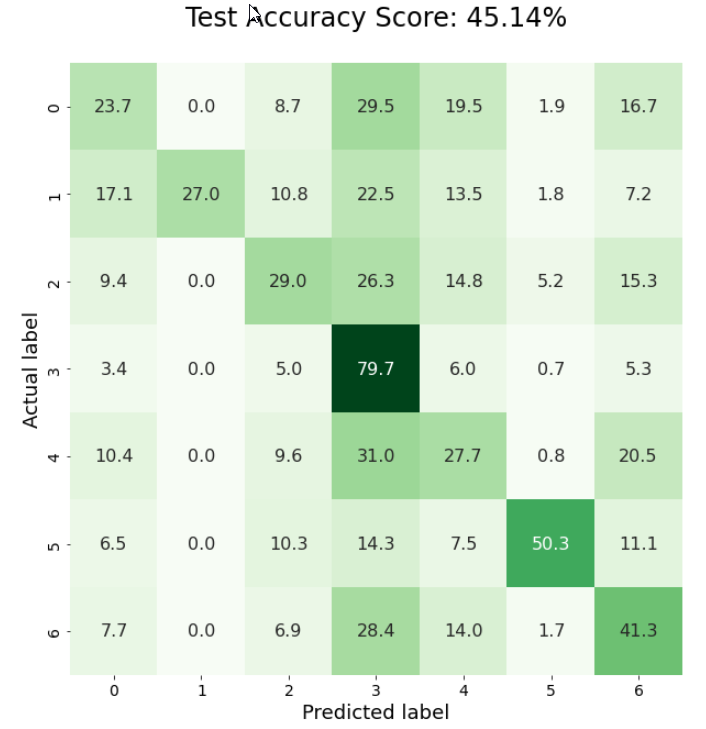 Test Accuracy Score: 45.14%
0 23.7 0.0 8.7 29.5 19.5 1.9 16.7
1 17.1 27.0 10.8 22.5 13.5 1.8 7.2
2 9.4 0.0 29.0 26.3 14.8 5.2 15.3
3 3.4 0.0 5.0 79.7 6.0 0.7 5.3
4 10.4 0.0 9.6 31.0 27.7 0.8 20.5
5 6.5 0.0 10.3 14.3 7.5 50.3 11.1
6 7.7 0.0 6.9 28.4 14.0 1.7 41.3
Actual label
0 1 2 3 4 5 6
Predicted label